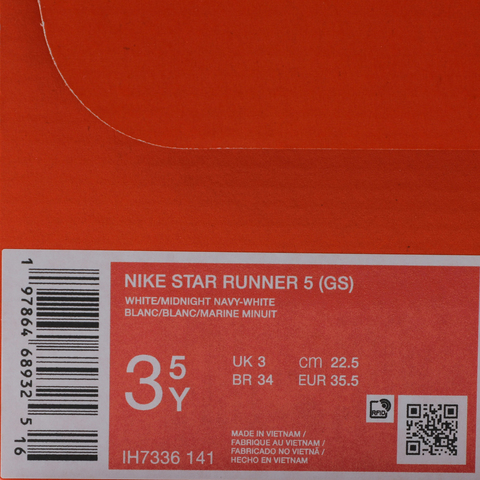 NIKE STAR RUNNER 5 (GS)
WHITE/MIDNIGHT NAVY-WHITE
BLANC/BLANC/MARINE MINUIT
3 5 Y
UK 3 cm 22.5
BR 34 EUR 35.5
MADE IN VIETNAM /
FABRIQUE AU VIETNAM /
FABRICADO NO VIETNÃ /
HECHO EN VIETNAM
IH7336 141
RFID
1 97864 68932 5 16